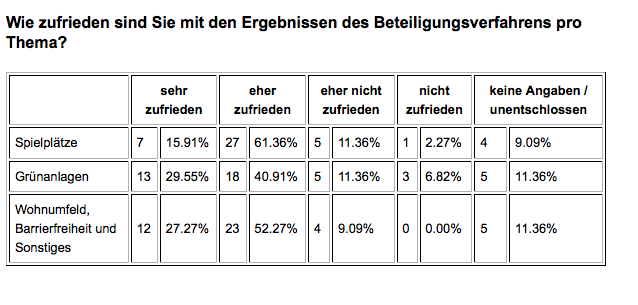 Wie zufrieden sind Sie mit den Ergebnissen des Beteiligungsverfahrens pro
Thema?
sehr zufrieden eher zufrieden eher nicht zufrieden nicht zufrieden keine Angaben / unentschlossen
Spielplätze 7 15.91% 27 61.36% 5 11.36% 1 2.27% 4 9.09%
Grünanlagen 13 29.55% 18 40.91% 5 11.36% 3 6.82% 5 11.36%
Wohnumfeld,
Barrierefreiheit und 12 27.27% 23 52.27% 4 9.09% 0 0.00% 5 11.36%
Sonstiges